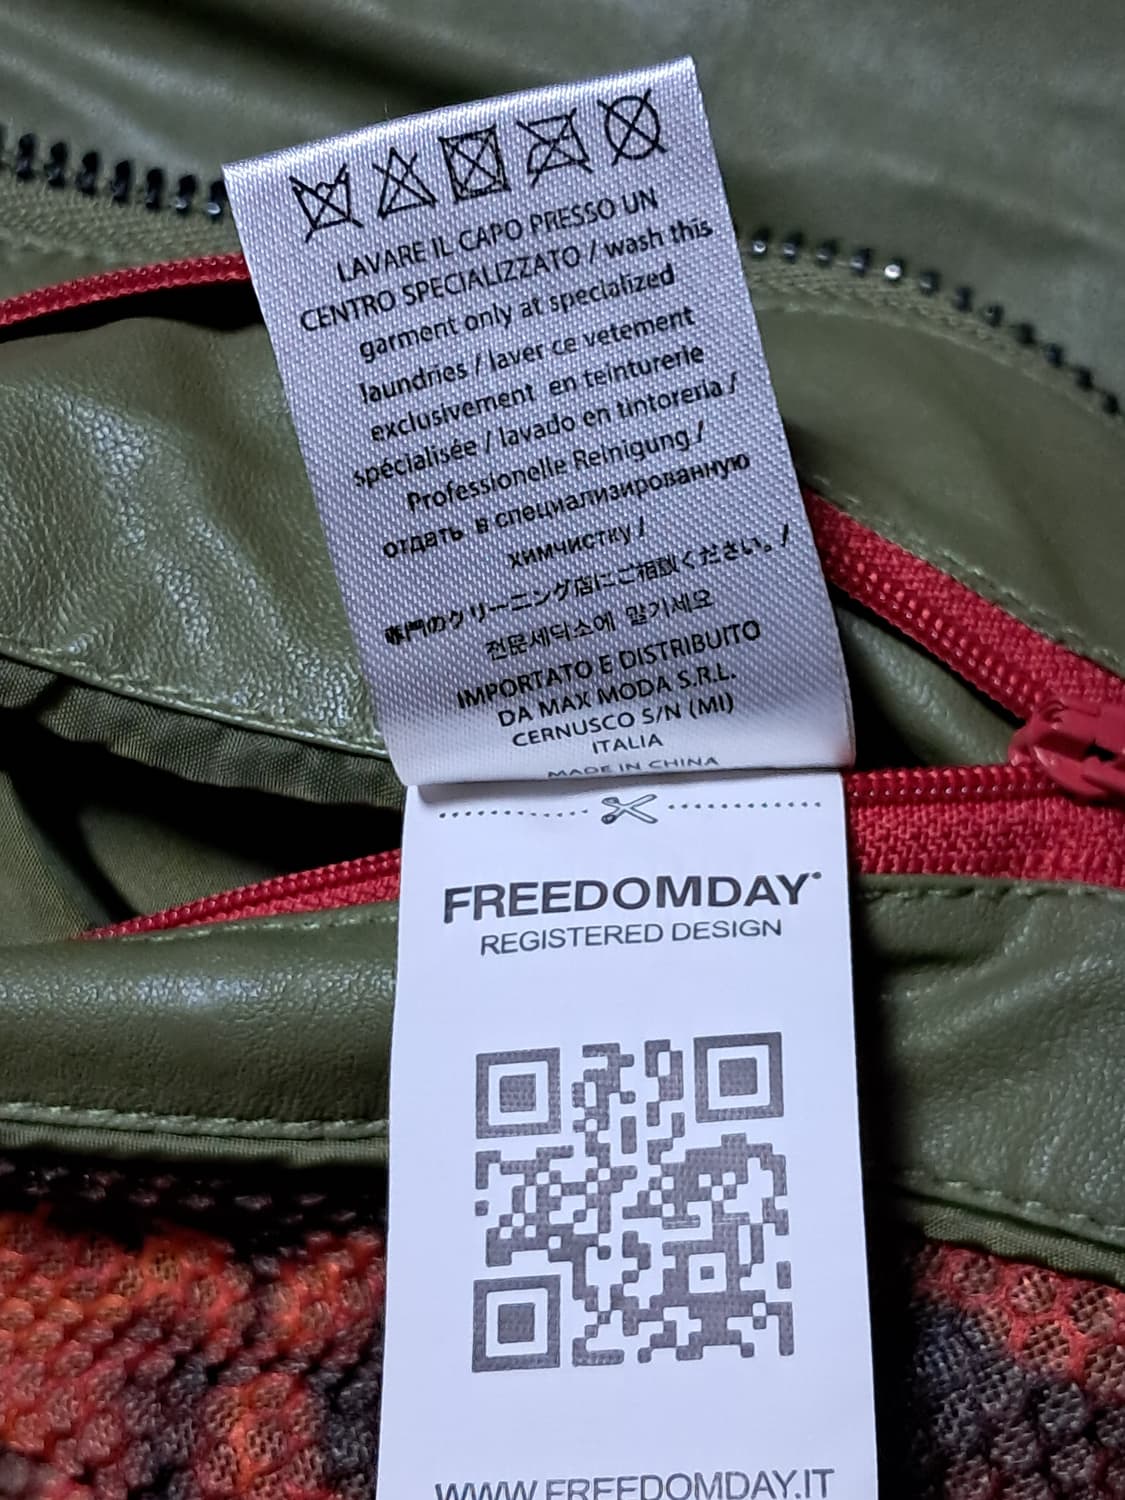 LAVARE IL CAPO PRESSO UN
CENTRO SPECIALIZZATO / wash this
garment only at specialized
laundries / laver ce vetement
exclusivement en teinturerie
spécialisée / lavado en tintoreria /
Professionelle Reinigung /
отдать в специализированную
химчистку /
専門のクリーニング店にご相談ください。/
전문세탁소에 맡기세요
IMPORTATO E DISTRIBUITO
DA MAX MODA S.R.L.
CERNUSCO S/N (MI)
ITALIA
MADE IN CHINA
FREEDOMDAY
REGISTERED DESIGN
WWW.FREEDOMDAY.IT